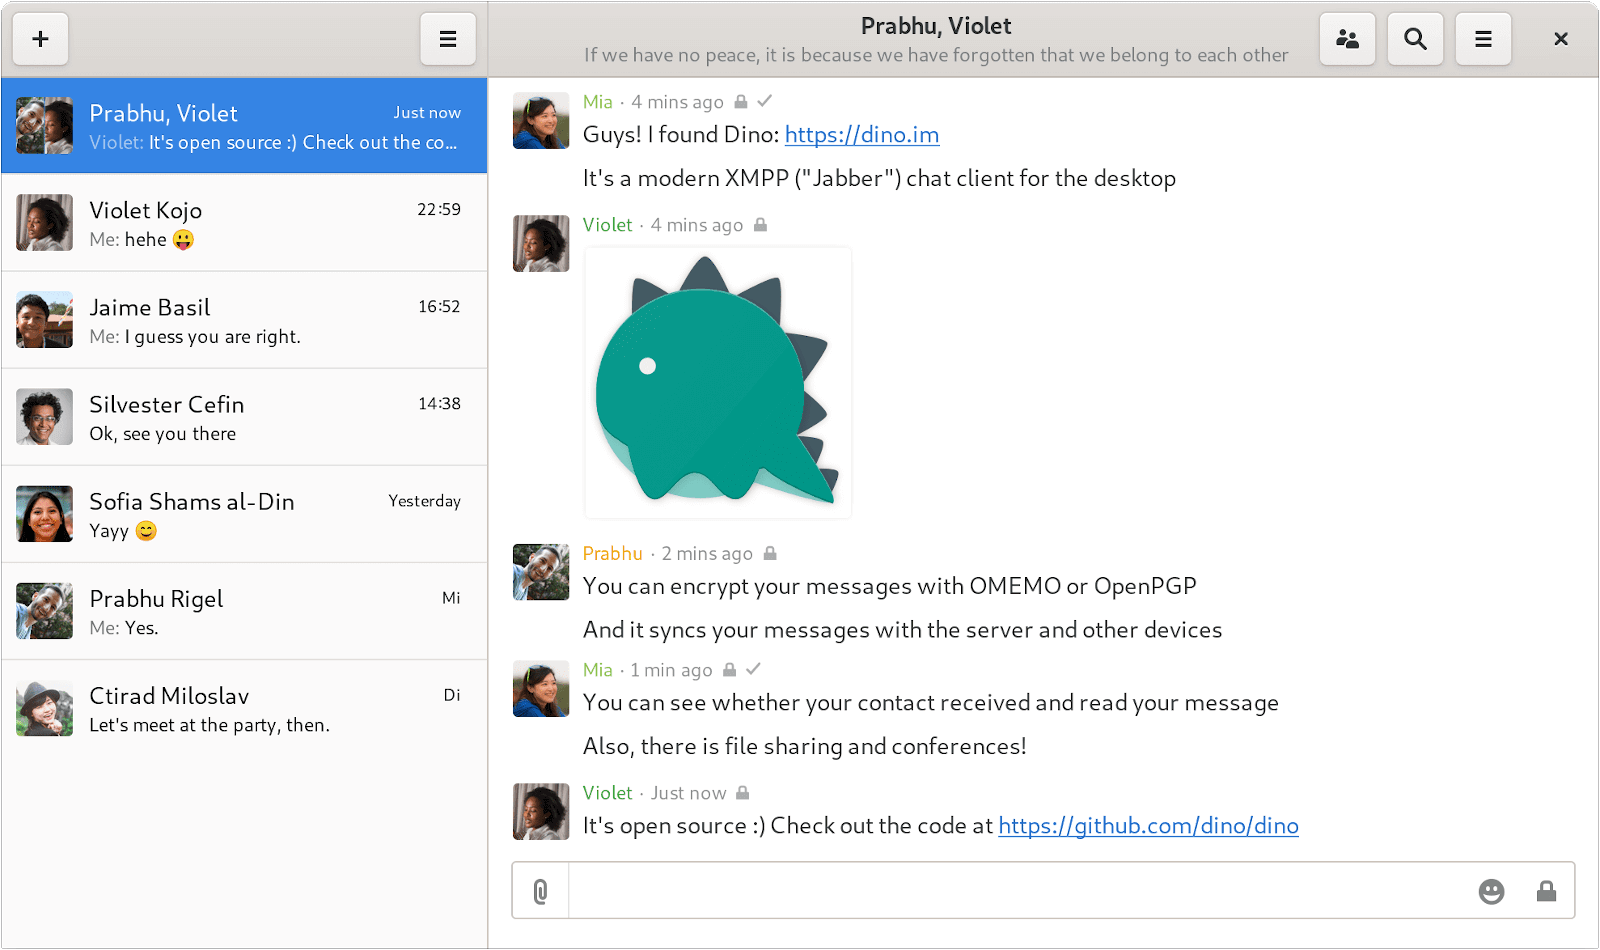 Prabhu, Violet
If we have no peace, it is because we have forgotten that we belong to each other
Prabhu, Violet Just now
Violet: It's open source :) Check out the co...
Violet Kojo 22:59
Me: hehe 😛
Jaime Basil 16:52
Me: I guess you are right.
Silvester Cefin 14:38
Ok, see you there
Sofia Shams al-Din Yesterday
Yayy 😊
Prabhu Rigel Mi
Me: Yes.
Ctirad Miloslav Di
Let's meet at the party, then.
Mia · 4 mins ago
Guys! I found Dino: https://dino.im
It's a modern XMPP ("Jabber") chat client for the desktop
Violet · 4 mins ago
Prabhu · 2 mins ago
You can encrypt your messages with OMEMO or OpenPGP
And it syncs your messages with the server and other devices
Mia · 1 min ago
You can see whether your contact received and read your message
Also, there is file sharing and conferences!
Violet · Just now
It's open source :) Check out the code at https://github.com/dino/dino